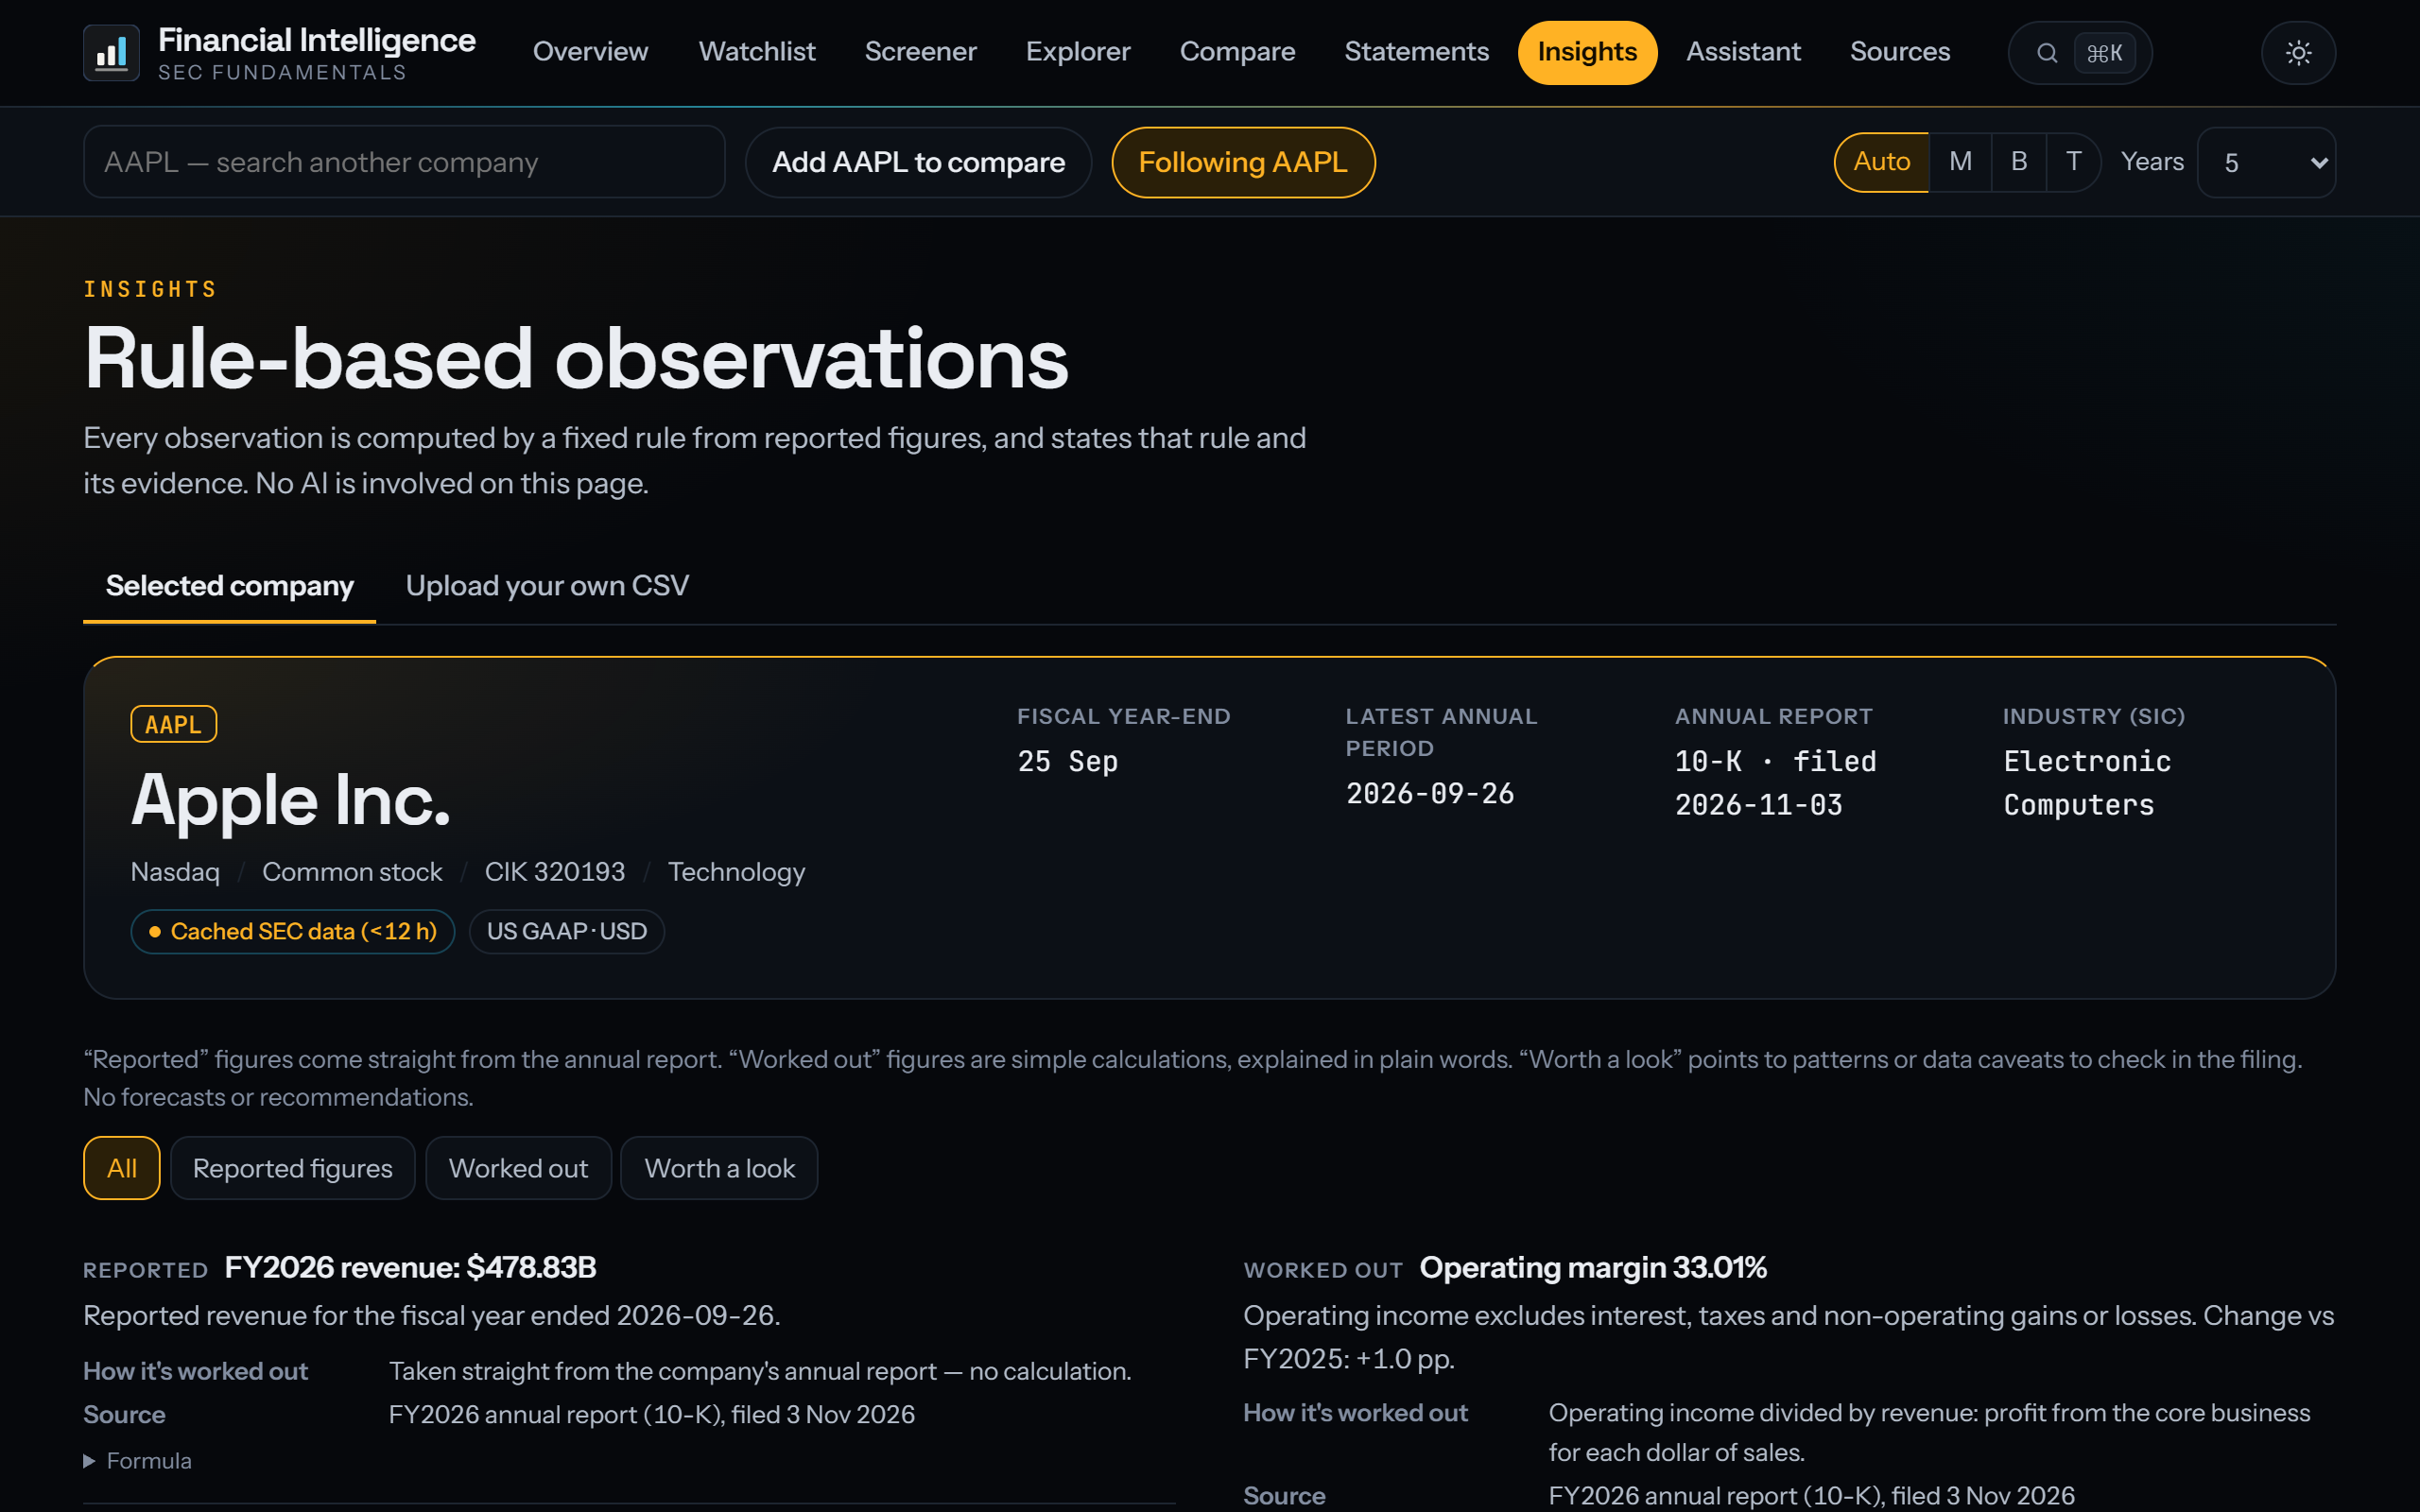 Financial Intelligence
SEC FUNDAMENTALS
Overview
Watchlist
Screener
Explorer
Compare
Statements
Insights
Assistant
Sources
⌘K
AAPL — search another company
Add AAPL to compare
Following AAPL
Auto
M
B
T
Years
5
INSIGHTS
Rule-based observations
Every observation is computed by a fixed rule from reported figures, and states that rule and
its evidence. No AI is involved on this page.
Selected company
Upload your own CSV
AAPL
Apple Inc.
Nasdaq / Common stock / CIK 320193 / Technology
Cached SEC data (<12 h)
US GAAP · USD
FISCAL YEAR-END
25 Sep
LATEST ANNUAL
PERIOD
2026-09-26
ANNUAL REPORT
10-K · filed
2026-11-03
INDUSTRY (SIC)
Electronic
Computers
“Reported” figures come straight from the annual report. “Worked out” figures are simple calculations, explained in plain words. “Worth a look” points to patterns or data caveats to check in the filing.
No forecasts or recommendations.
All
Reported figures
Worked out
Worth a look
REPORTED FY2026 revenue: $478.83B
Reported revenue for the fiscal year ended 2026-09-26.
How it's worked out
Taken straight from the company's annual report — no calculation.
Source
FY2026 annual report (10-K), filed 3 Nov 2026
Formula
WORKED OUT Operating margin 33.01%
Operating income excludes interest, taxes and non-operating gains or losses. Change vs
FY2025: +1.0 pp.
How it's worked out
Operating income divided by revenue: profit from the core business
for each dollar of sales.
Source
FY2026 annual report (10-K), filed 3 Nov 2026